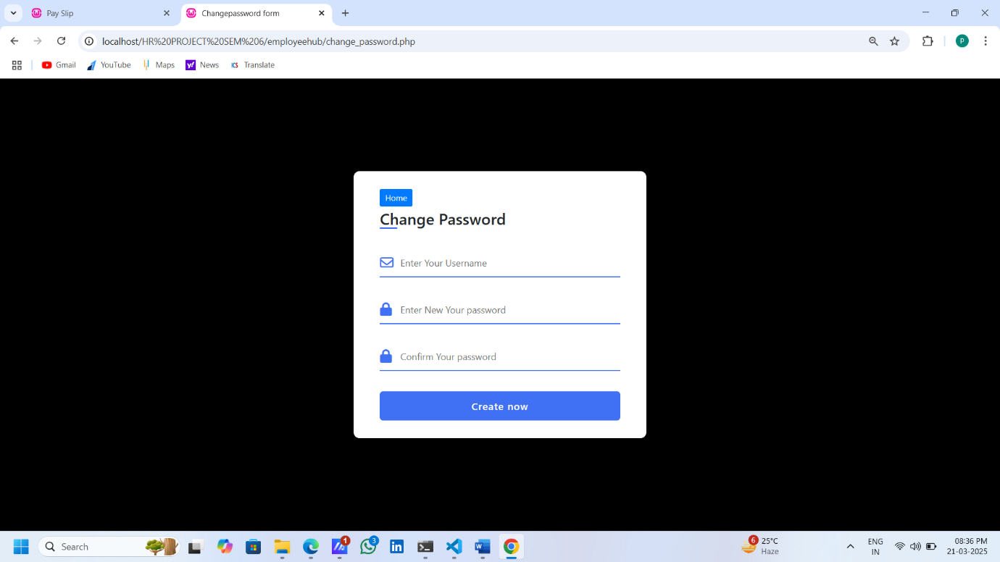 Pay Slip
Changepassword form
localhost/HR%20PROJECT%20SEM%206/employeehub/change_password.php
P
Gmail
YouTube
Maps
y!
News
ICS
Translate
Home
Change Password
Enter Your Username
Enter New Your password
Confirm Your password
Create now
Search
1
3
in
W
6
25°C
Haze
ENG
IN
08:36 PM
21-03-2025